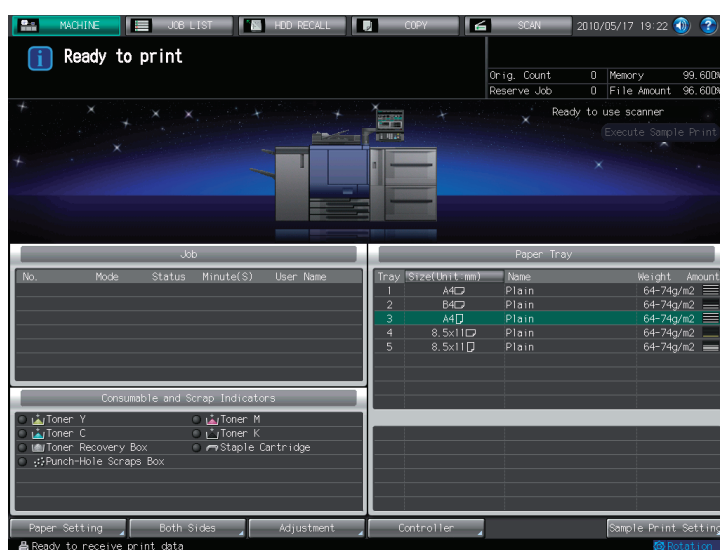 MACHINE JOB LIST HDD RECALL COPY SCAN 2010/05/17 19:22
Ready to print
Orig. Count 0 Memory 99.600%
Reserve Job 0 File Amount 96.600%
Ready to use scanner
Execute Sample Print
Job
No. Mode Status Minute(S) User Name
Paper Tray
Tray Size(Unit:mm) Name Weight Amount
1 A4 Plain 64-74g/m2
2 B4 Plain 64-74g/m2
3 A4 Plain 64-74g/m2
4 8.5x11 Plain 64-74g/m2
5 8.5x11 Plain 64-74g/m2
Consumable and Scrap Indicators
Toner Y Toner M
Toner C Toner K
Toner Recovery Box Staple Cartridge
Punch-Hole Scraps Box
Paper Setting Both Sides Adjustment Controller Sample Print Setting
Ready to receive print data Rotation